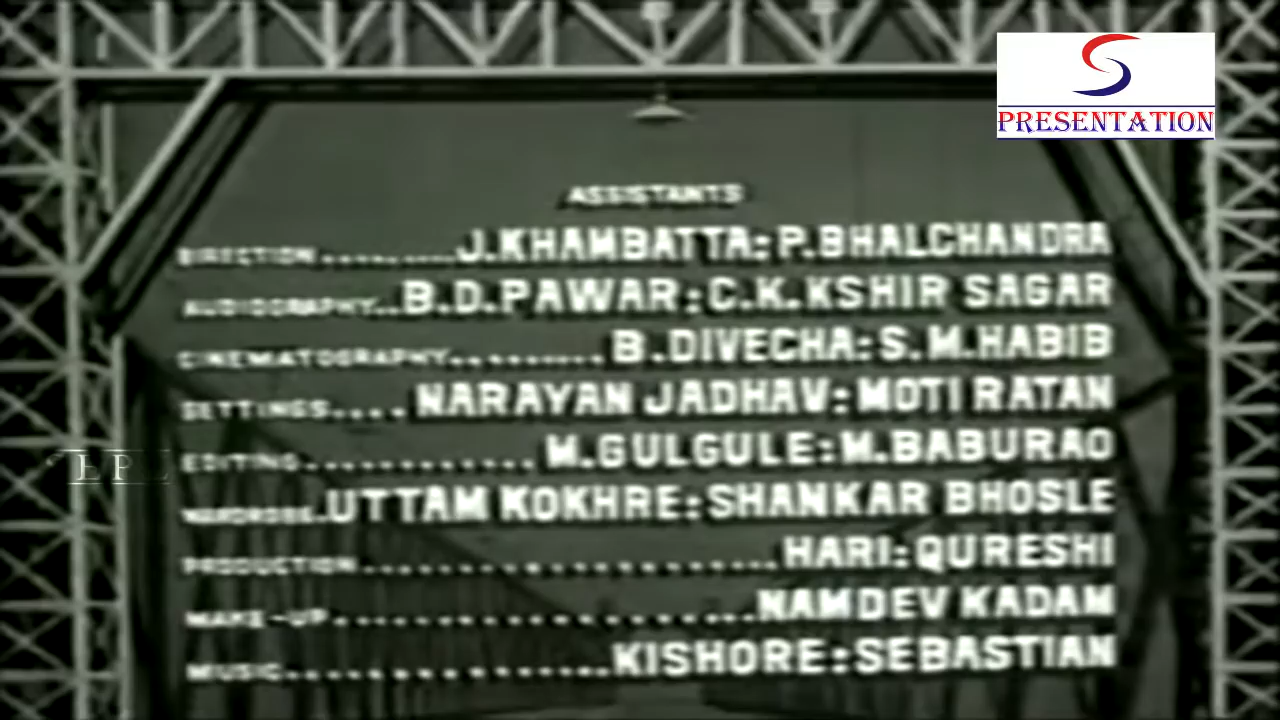 PRESENTATION
ASSISTANTS
DIRECTION.........J.KHAMBATTA:P.BHALCHANDRA
AUDIOGRAPHY..B.D.PAWAR:C.K.KSHIR SAGAR
CINEMATOGRAPHY.........B.DIVECHA:S.M.HABIB
SETTINGS....NARAYAN JADHAV:MOTI RATAN
EDITING............M.GULGULE:M.BABURAO
WARDROBE..UTTAM KOKHRE:SHANKAR BHOSLE
PRODUCTION.....................HARI:QURESHI
MAKE-UP.....................NAMDEV KADAM
MUSIC................KISHORE:SEBASTIAN